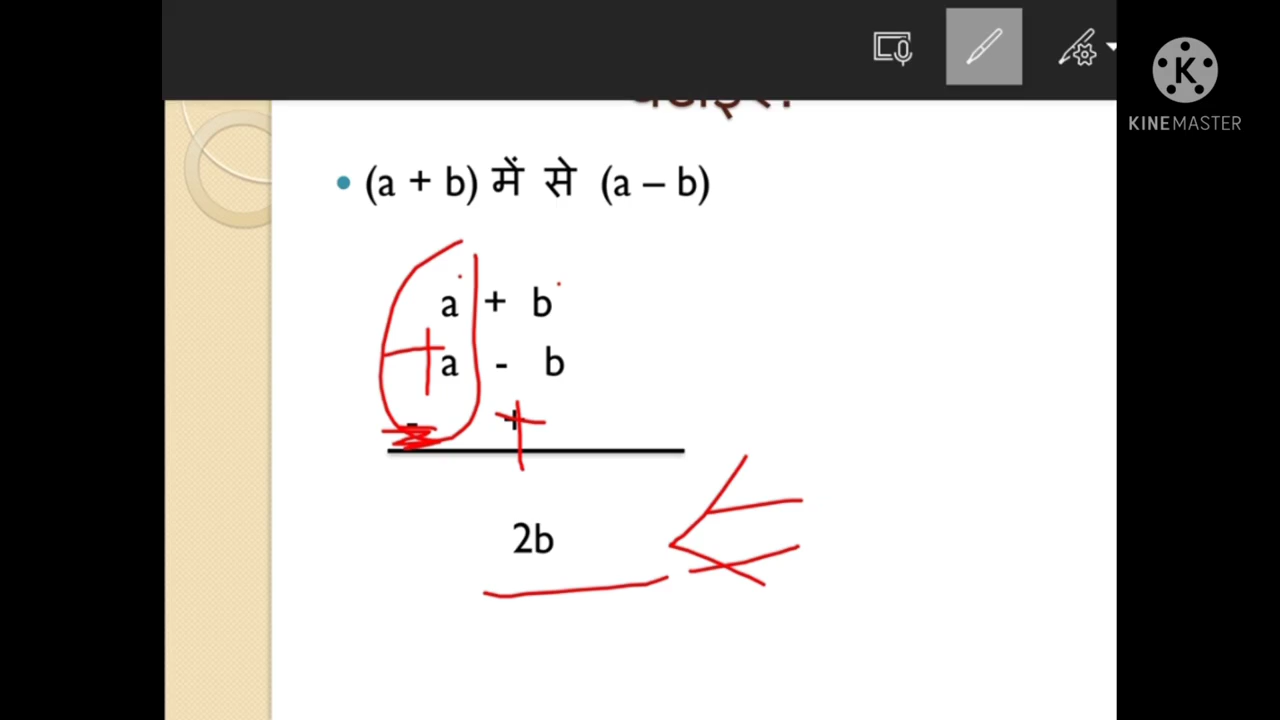 KINEMASTER
• (a + b) में से (a – b)
a + b
+ a - b
- +
2b